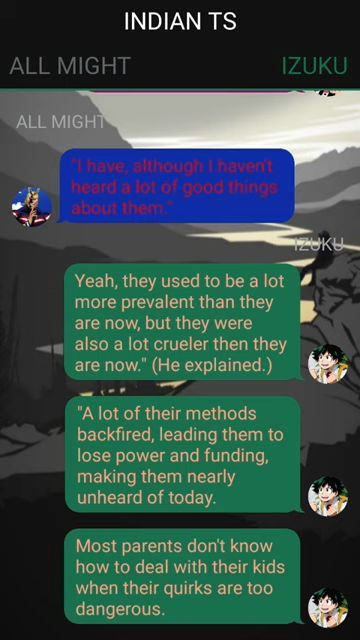 INDIAN TS
ALL MIGHT IZUKU
ALL MIGHT
"I have, although I haven't
heard a lot of good things
about them."
IZUKU
Yeah, they used to be a lot
more prevalent than they
are now, but they were
also a lot crueler then they
are now." (He explained.)
"A lot of their methods
backfired, leading them to
lose power and funding,
making them nearly
unheard of today.
Most parents don't know
how to deal with their kids
when their quirks are too
dangerous.